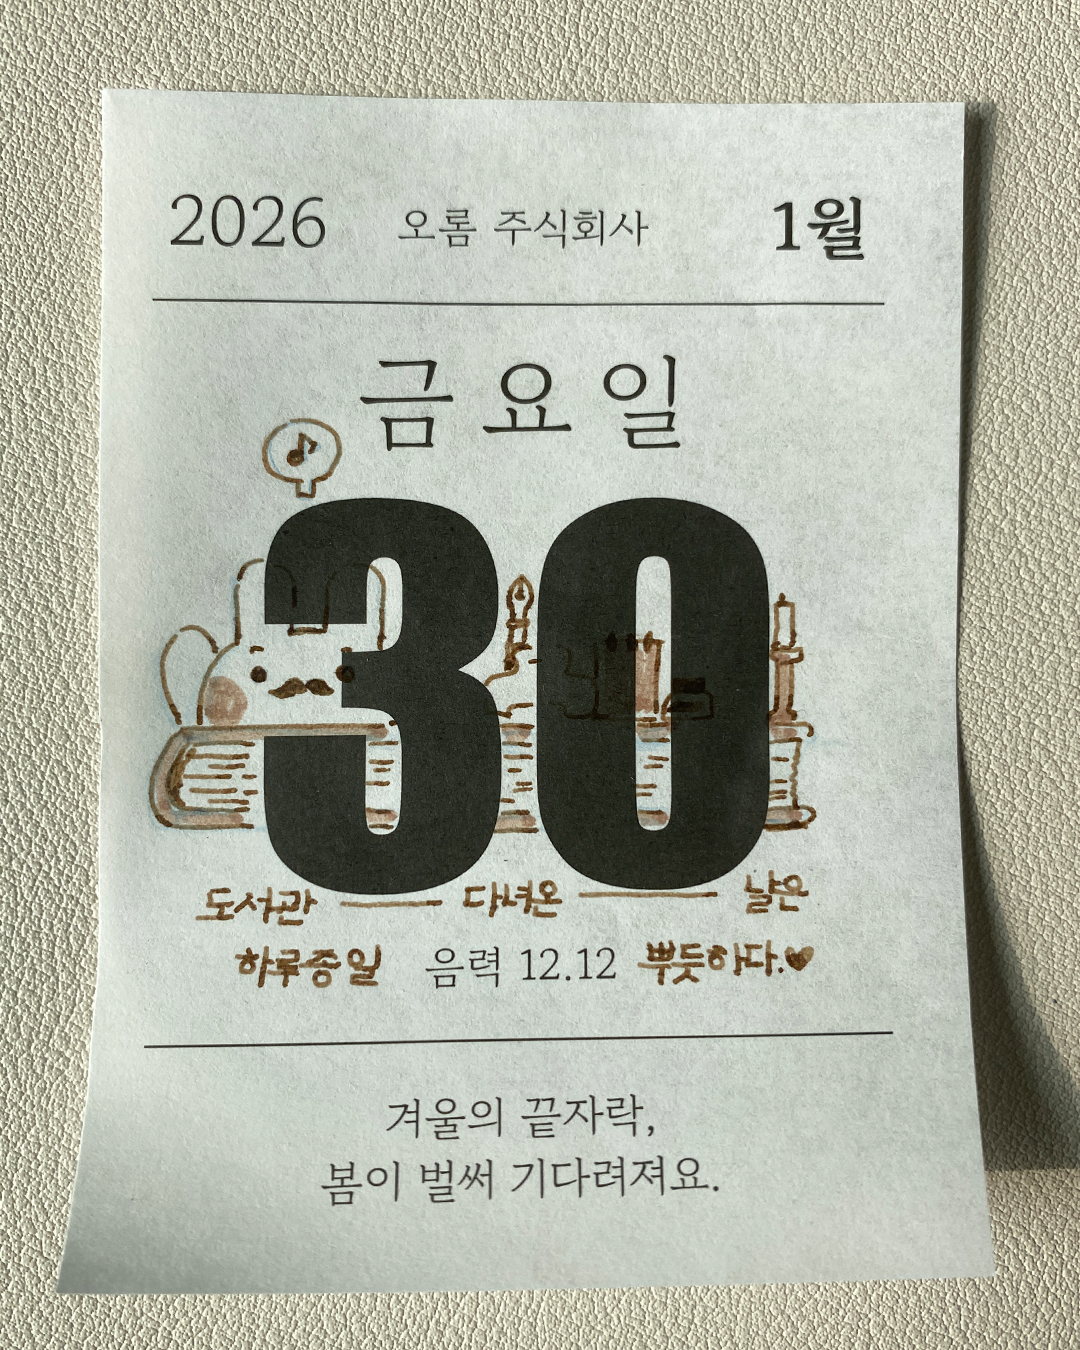 2026 오롬 주식회사 1월
금요일
30
도서관 다녀온 날은
하루종일 음력 12.12 뿌듯하다.♥
겨울의 끝자락,
봄이 벌써 기다려져요.